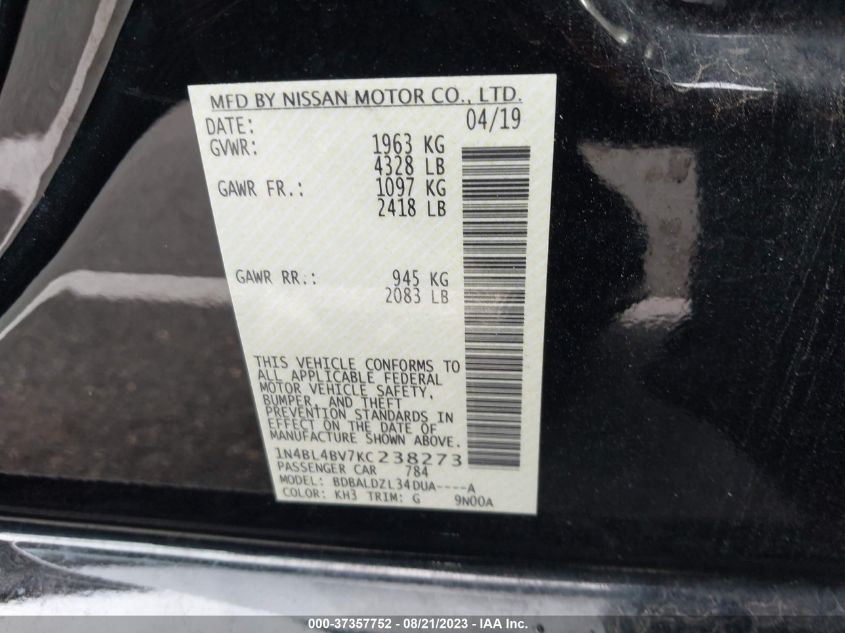 MFD BY NISSAN MOTOR CO., LTD.
DATE: 04/19
GVWR: 1963 KG
4328 LB
GAWR FR.: 1097 KG
2418 LB
GAWR RR.: 945 KG
2083 LB
THIS VEHICLE CONFORMS TO
ALL APPLICABLE FEDERAL
MOTOR VEHICLE SAFETY,
BUMPER, AND THEFT
PREVENTION STANDARDS IN
EFFECT ON THE DATE OF
MANUFACTURE SHOWN ABOVE.
1N4BL4BV7KC238273
PASSENGER CAR 784
MODEL: BDBALDZL34DUA----A
COLOR: KH3 TRIM: G 9N00A
000-37357752 - 08/21/2023 - IAA Inc.